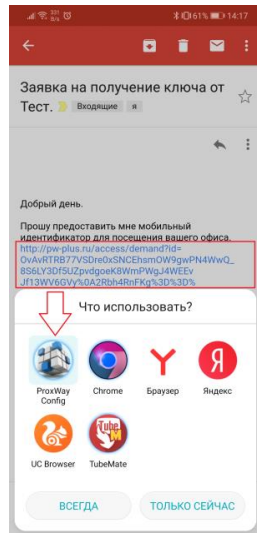 331 B/s
61% 14:17
Заявка на получение ключа от
Тест. Входящие я
Добрый день.
Прошу предоставить мне мобильный
идентификатор для посещения вашего офиса.
http://pw-plus.ru/access/demand?id=
OvAvRTRB77VSDre0xSNCEhsmOW9gwPN4WwQ_
8S6LY3Df5UZpvdgoeK8WmPWgJ4WEEv
Jf13WV6GVy%0A2Rbh4RnFKg%3D%3D%
Что использовать?
ProxWay
Config
Chrome
Браузер
Яндекс
UC Browser
TubeMate
ВСЕГДА
ТОЛЬКО СЕЙЧАС